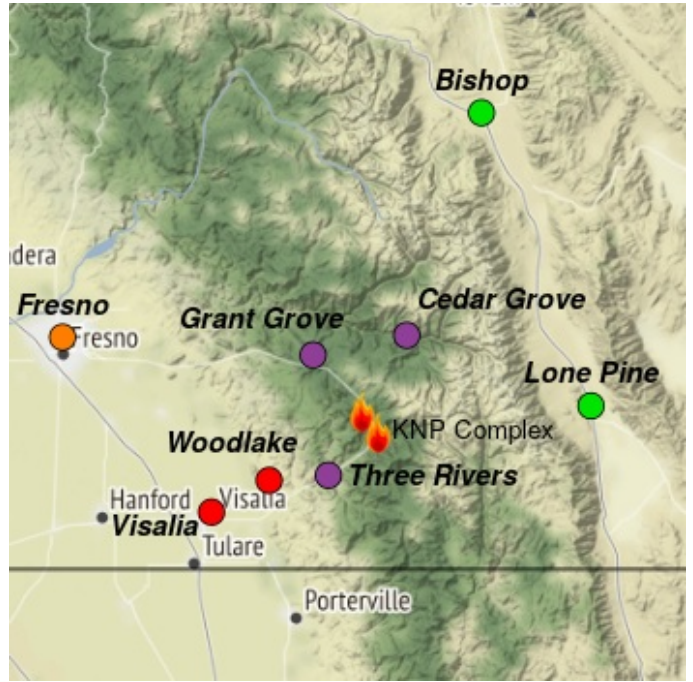 Bishop
dera
Fresno
Fresno
Grant Grove
Cedar Grove
Lone Pine
KNP Complex
Woodlake
Three Rivers
Hanford
Visalia
Visalia
Tulare
Porterville